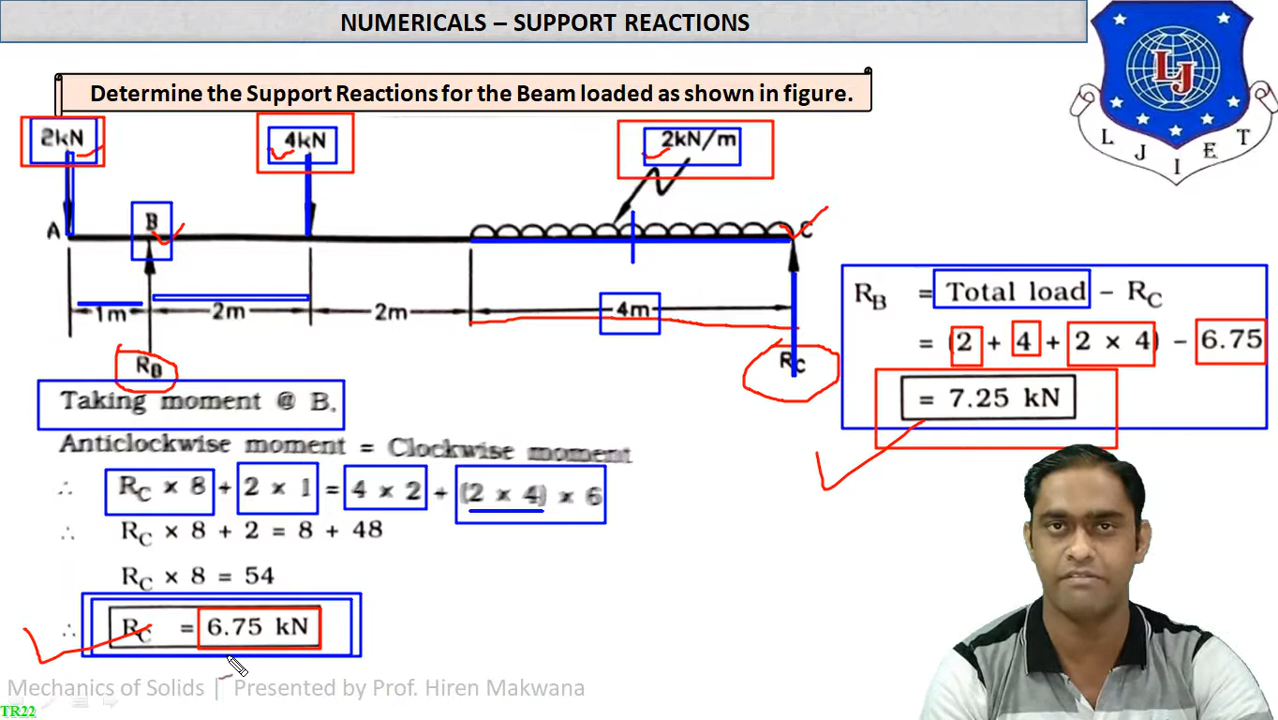 NUMERICALS – SUPPORT REACTIONS
LJ
L J I E T
Determine the Support Reactions for the Beam loaded as shown in figure.
2kN 4kN 2kN/m
A B C
1m 2m 2m 4m
RB RC
Taking moment @ B.
Anticlockwise moment = Clockwise moment
∴ RC × 8 + 2 × 1 = 4 × 2 + (2 × 4) × 6
∴ RC × 8 + 2 = 8 + 48
RC × 8 = 54
∴ RC = 6.75 kN
RB = Total load − RC
= (2 + 4 + 2 × 4) − 6.75
= 7.25 kN
Mechanics of Solids | Presented by Prof. Hiren Makwana
TR22